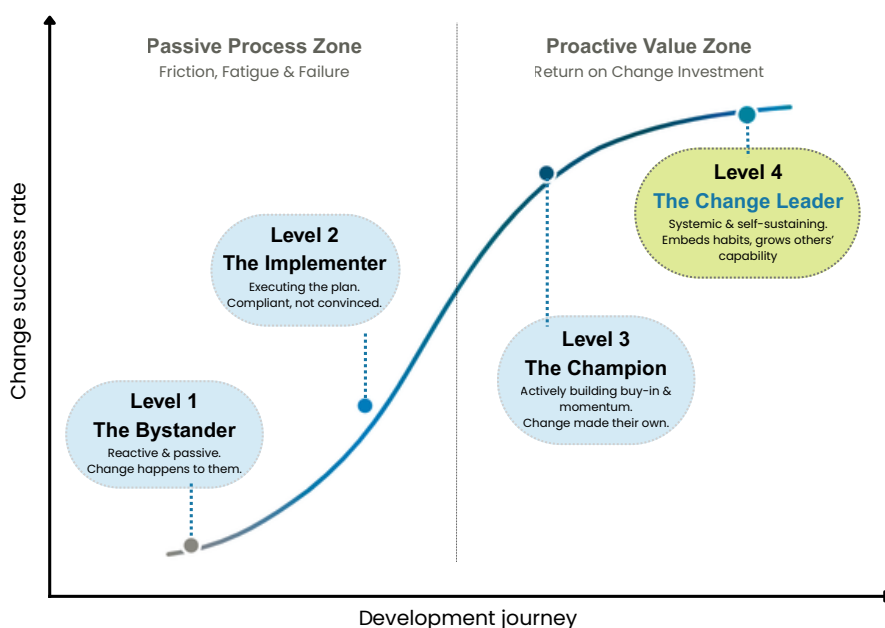 Passive Process Zone
Friction, Fatigue & Failure
Proactive Value Zone
Return on Change Investment
Change success rate
Level 1
The Bystander
Reactive & passive.
Change happens to them.
Level 2
The Implementer
Executing the plan.
Compliant, not convinced.
Level 3
The Champion
Actively building buy-in &
momentum.
Change made their own.
Level 4
The Change Leader
Systemic & self-sustaining.
Embeds habits, grows others’
capability
Development journey